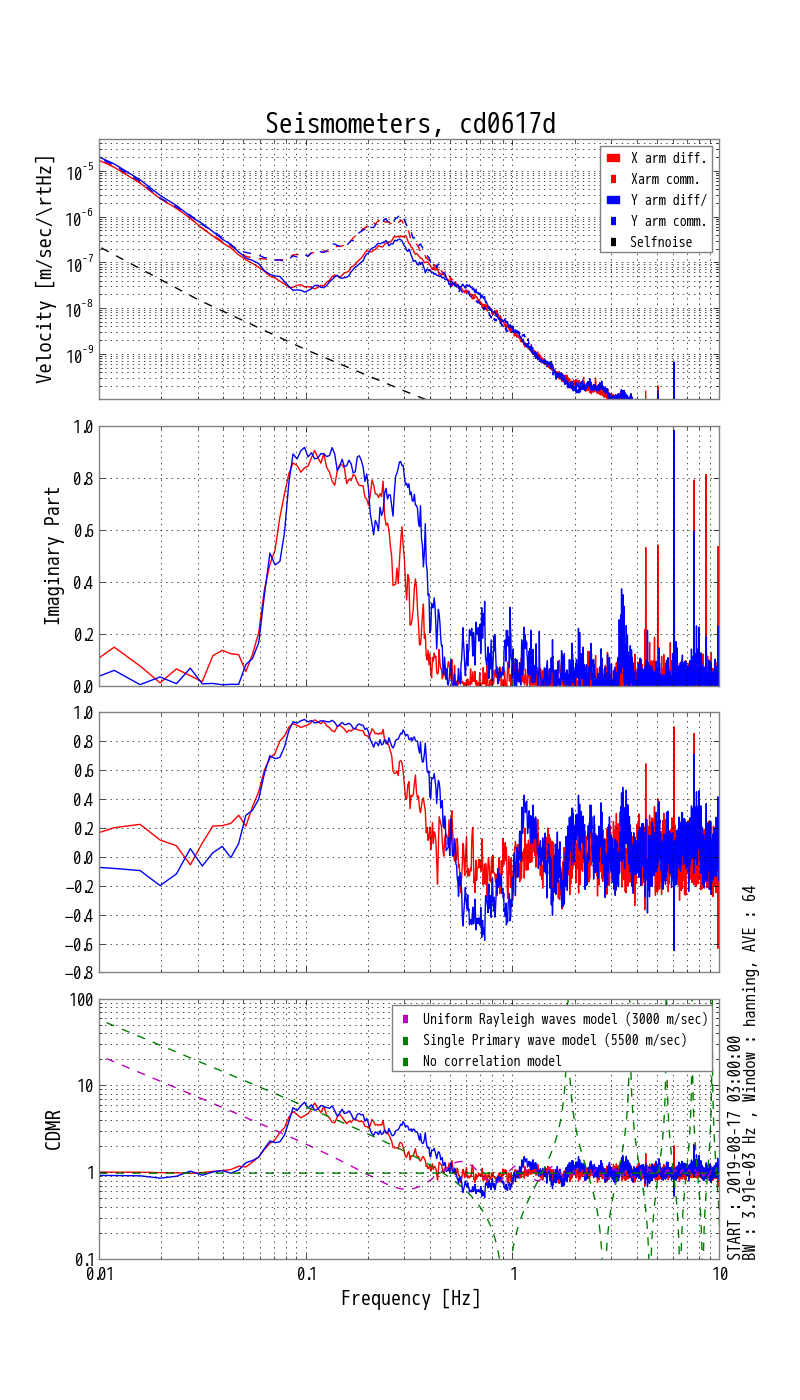 Seismometers, cd0617d
Velocity [m/sec/\rtHz]
10-5
10-6
10-7
10-8
10-9
X arm diff.
Xarm comm.
Y arm diff/
Y arm comm.
Selfnoise
Imaginary Part
1.0
0.8
0.6
0.4
0.2
0.0
1.0
0.8
0.6
0.4
0.2
0.0
−0.2
−0.4
−0.6
−0.8
CDMR
100
10
1
0.1
Uniform Rayleigh waves model (3000 m/sec)
Single Primary wave model (5500 m/sec)
No correlation model
0.01
0.1
1
10
Frequency [Hz]
START : 2019-08-17 03:00:00
BW : 3.91e-03 Hz , Window : hanning, AVE : 64